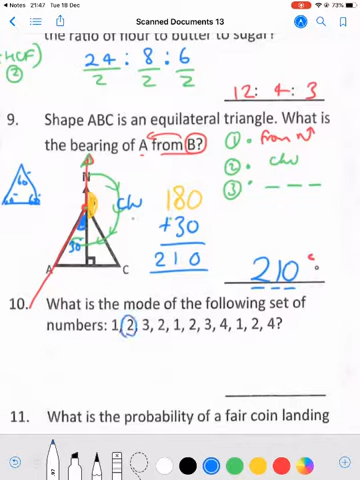 Notes 21:47 Tue 18 Dec
73%
Scanned Documents 13
the ratio of flour to butter to sugar?
HCF)
2
24 : 8 : 6
2 2 2
12: 4: 3
9. Shape ABC is an equilateral triangle. What is
the bearing of A from B?
1 • from N
2 • CW
3 • _ _ _
N
60 60 60
CW
180
+30
210
30
A C
210°
10. What is the mode of the following set of
numbers: 1, 2, 3, 2, 1, 2, 3, 4, 1, 2, 4?
11. What is the probability of a fair coin landing